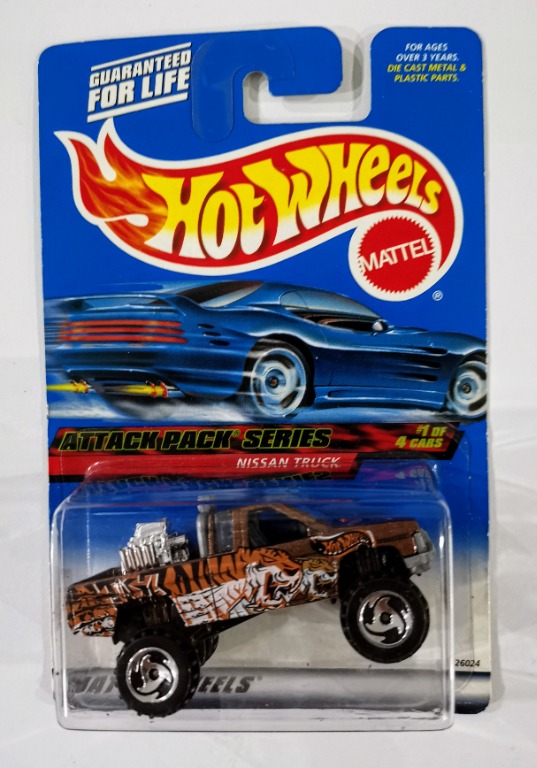 GUARANTEED
FOR LIFE
FOR AGES
OVER 3 YEARS.
DIE CAST METAL &
PLASTIC PARTS.
HOT WHEELS
MATTEL
®
ATTACK PACK® SERIES
#1 OF
4 CARS
NISSAN TRUCK
26024